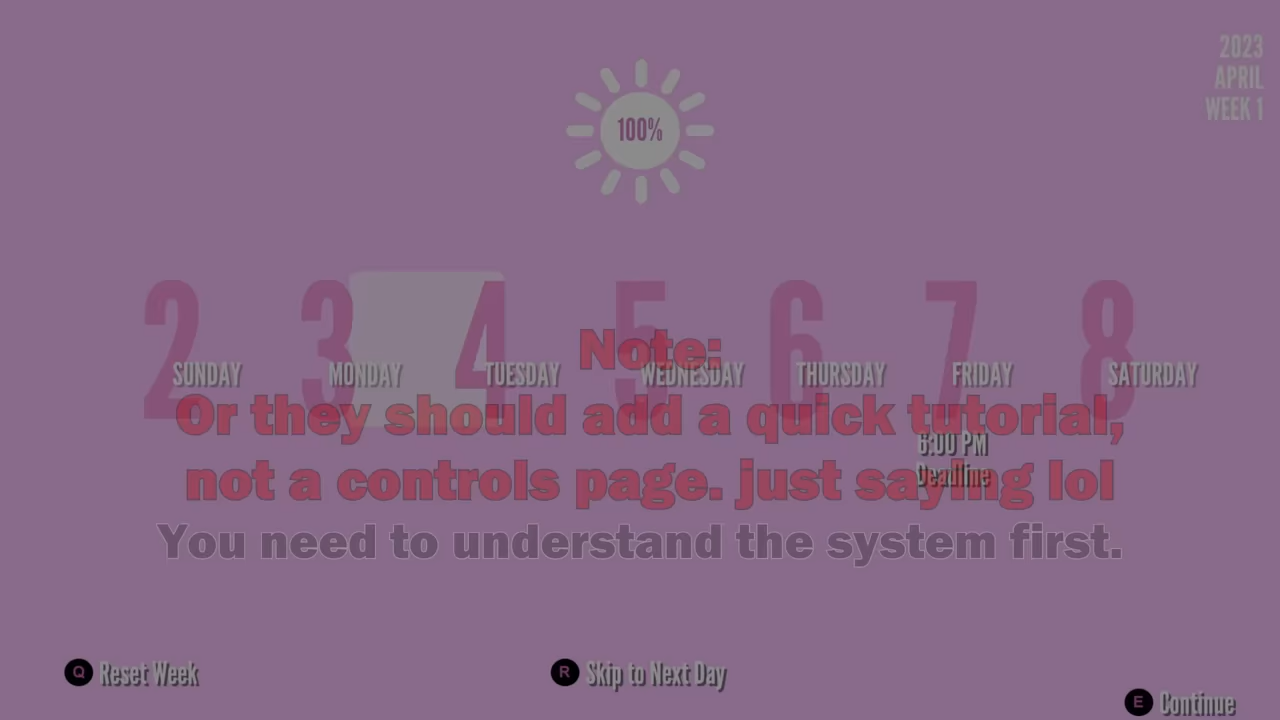 2023
APRIL
WEEK 1
100%
2 3 4 5 6 7 8
SUNDAY MONDAY TUESDAY WEDNESDAY THURSDAY FRIDAY SATURDAY
6:00 PM
Deadline
Note:
Or they should add a quick tutorial,
not a controls page. just saying lol
You need to understand the system first.
Q Reset Week
R Skip to Next Day
E Continue